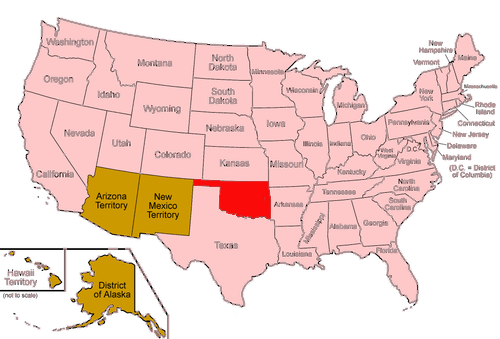 Washington
Oregon
California
Nevada
Idaho
Montana
Wyoming
Utah
Colorado
Arizona
Territory
New
Mexico
Territory
North
Dakota
South
Dakota
Nebraska
Kansas
Texas
Minnesota
Iowa
Missouri
Arkansas
Louisiana
Wisconsin
Illinois
Michigan
Indiana
Ohio
Kentucky
Tennessee
Mississippi
Alabama
Georgia
Florida
South
Carolina
North
Carolina
Virginia
West
Virginia
D.C.
Pennsylvania
New
York
Vermont
New
Hampshire
Maine
Massachusetts
Rhode
Island
Connecticut
New Jersey
Delaware
Maryland
(D.C. = District
of Columbia)
Hawaii
Territory
(not to scale)
District
of Alaska